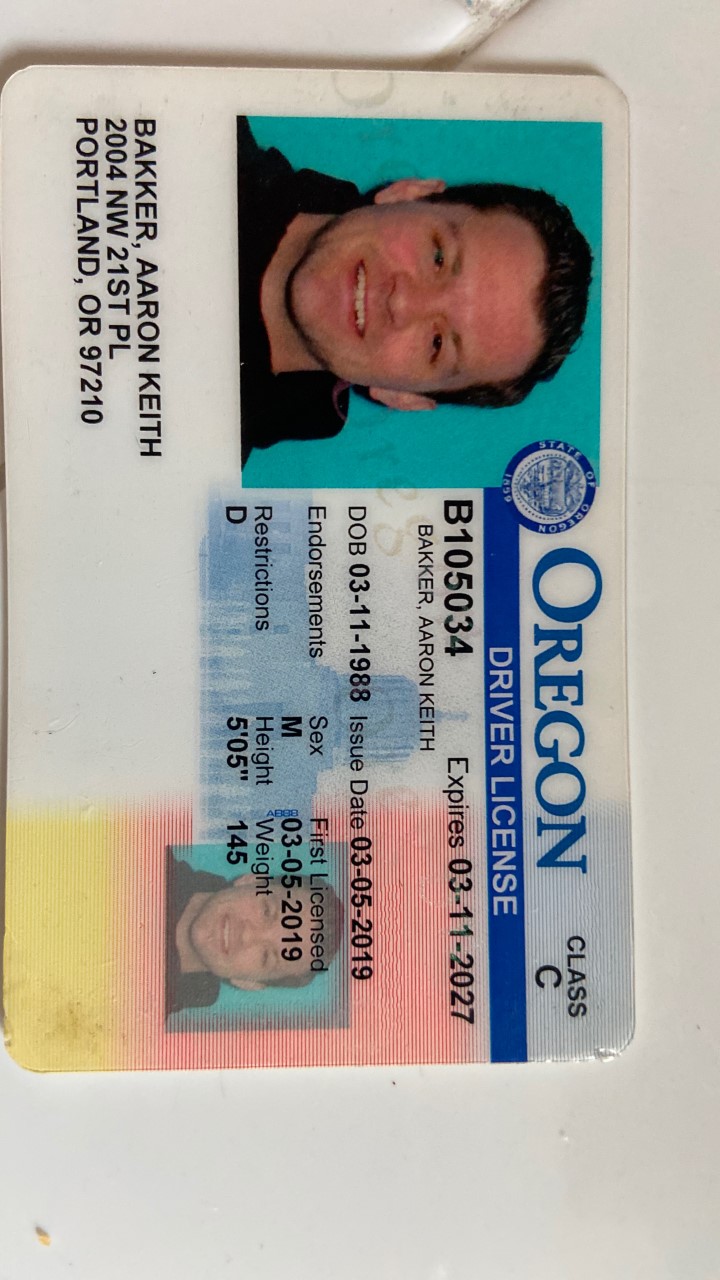 STATE OF OREGON
1859
OREGON
CLASS
C
DRIVER LICENSE
B105034 Expires 03-11-2027
BAKKER, AARON KEITH
DOB 03-11-1988 Issue Date 03-05-2019
Endorsements Sex First Licensed
M 03-05-2019
Restrictions Height Weight
D 5'05" 145
BAKKER, AARON KEITH
2004 NW 21ST PL
PORTLAND, OR 97210